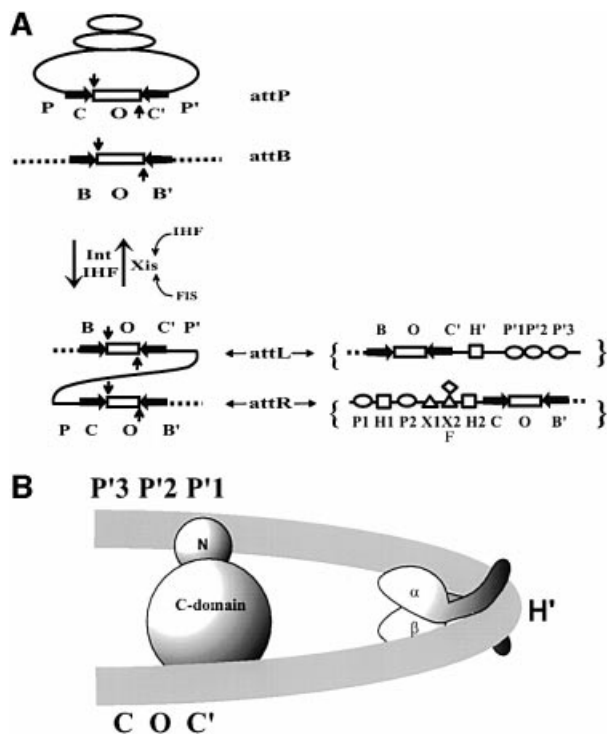 A
P C O C' P' attP
B O B' attB
Int
IHF
Xis
IHF
FIS
B O C' P' attL { B O C' H' P'1 P'2 P'3 }
attR { }
P C O B' P1 H1 P2 X1 X2 H2 C O B'
F
B
P'3 P'2 P'1
N
C-domain
α
β
H'
C O C'